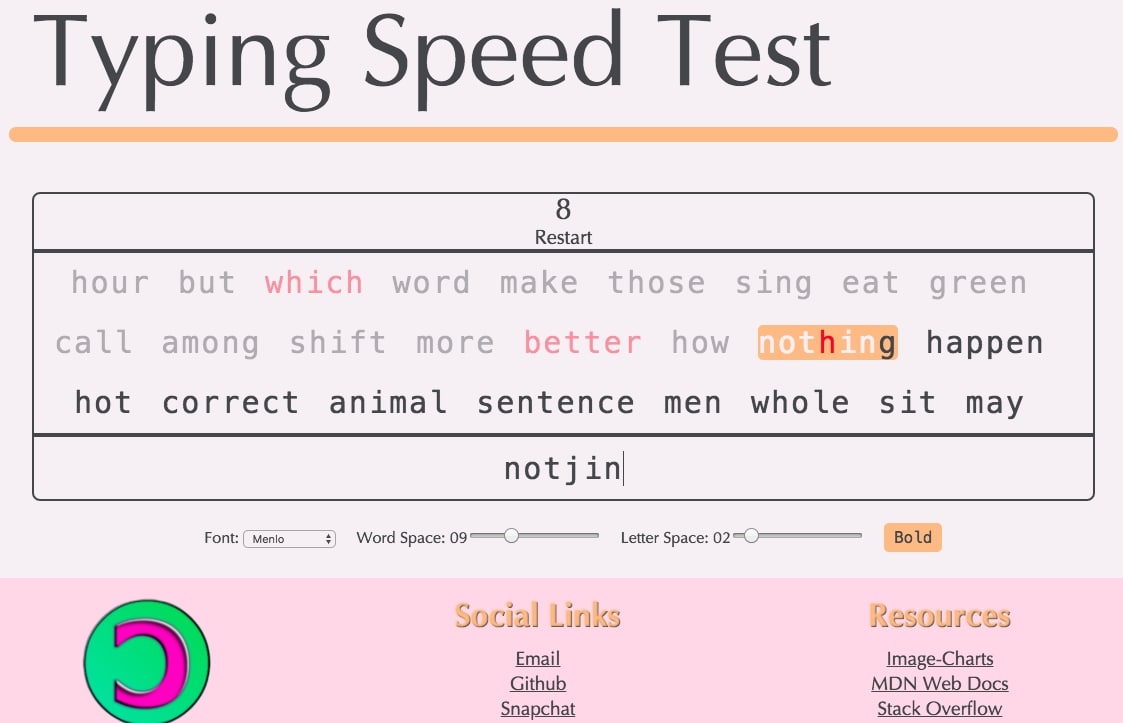 Typing Speed Test
8
Restart
hour but which word make those sing eat green
call among shift more better how nothing happen
hot correct animal sentence men whole sit may
notjin
Font: Menlo Word Space: 09 Letter Space: 02 Bold
Social Links Resources
Email Image-Charts
Github MDN Web Docs
Snapchat Stack Overflow